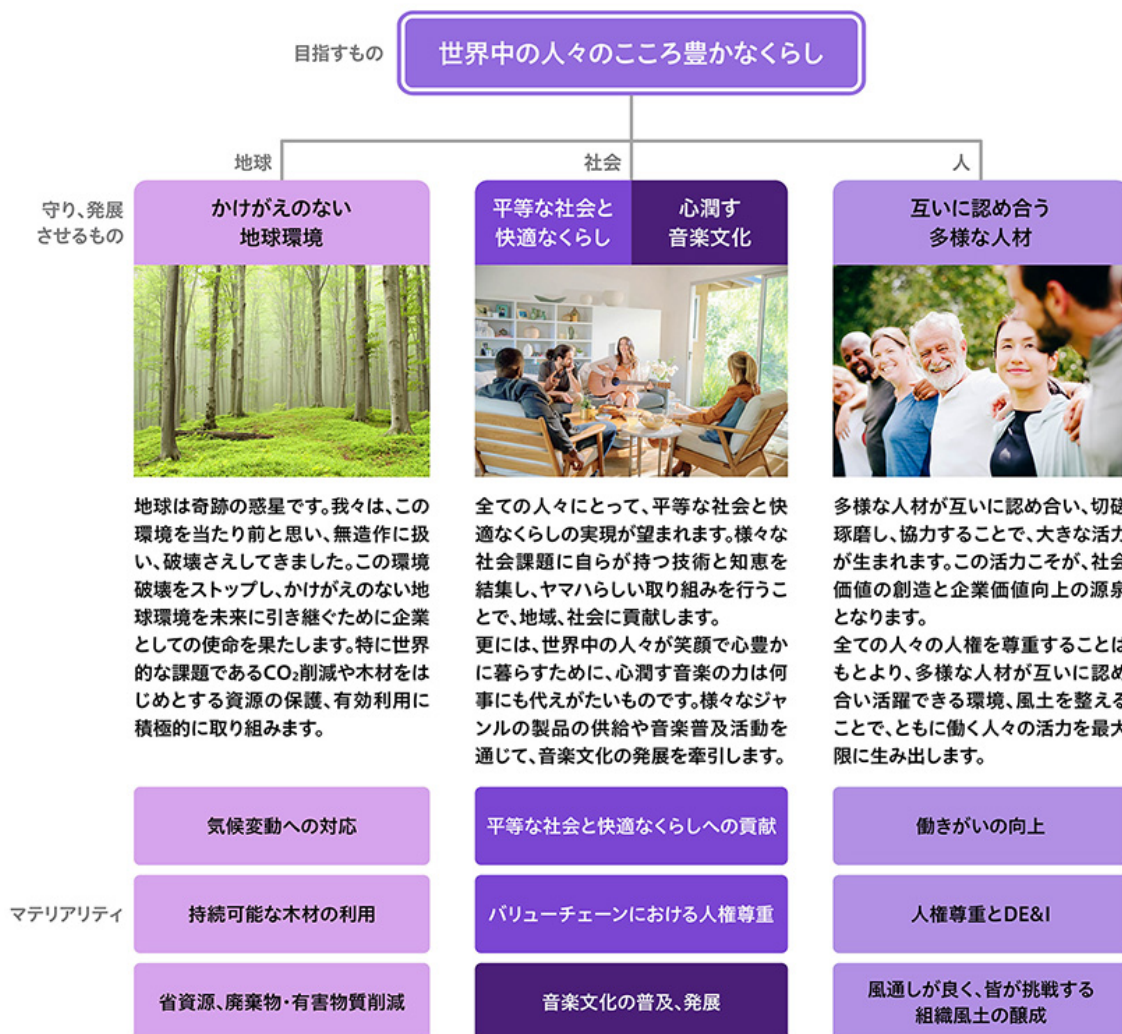 目指すもの
世界中の人々のこころ豊かなくらし
地球
社会
人
守り、発展
させるもの
かけがえのない
地球環境
平等な社会と
快適なくらし
心潤す
音楽文化
互いに認め合う
多様な人材
地球は奇跡の惑星です。我々は、この
環境を当たり前と思い、無造作に扱
い、破壊さえしてきました。この環境
破壊をストップし、かけがえのない地
球環境を未来に引き継ぐために企業
としての使命を果たします。特に世界
的な課題であるCO₂削減や木材をは
じめとする資源の保護、有効利用に
積極的に取り組みます。
全ての人々にとって、平等な社会と快
適なくらしの実現が望まれます。様々な
社会課題に自らが持つ技術と知恵を
結集し、ヤマハらしい取り組みを行うこ
とで、地域、社会に貢献します。
更には、世界中の人々が笑顔で心豊か
に暮らすために、心潤す音楽の力は何
事にも代えがたいものです。様々なジャ
ンルの製品の供給や音楽普及活動を
通じて、音楽文化の発展を牽引します。
多様な人材が互いに認め合い、切磋
琢磨し、協力することで、大きな活力
が生まれます。この活力こそが、社会
価値の創造と企業価値向上の源泉
となります。
全ての人々の人権を尊重することは
もとより、多様な人材が互いに認め
合い活躍できる環境、風土を整える
ことで、ともに働く人々の活力を最大
限に生み出します。
マテリアリティ
気候変動への対応
持続可能な木材の利用
省資源、廃棄物・有害物質削減
平等な社会と快適なくらしへの貢献
バリューチェーンにおける人権尊重
音楽文化の普及、発展
働きがいの向上
人権尊重とDE&I
風通しが良く、皆が挑戦する
組織風土の醸成